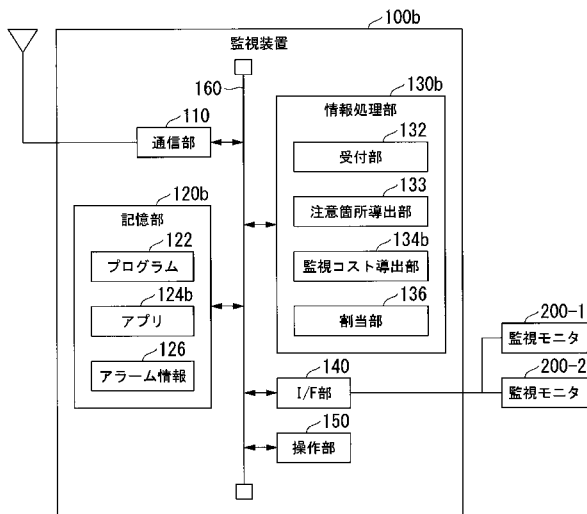 100b
監視装置
160
130b
情報処理部
110
通信部
132
受付部
133
注意箇所導出部
120b
記憶部
122
プログラム
134b
監視コスト導出部
124b
アプリ
136
割当部
126
アラーム情報
200-1
監視モニタ
140
I/F部
200-2
監視モニタ
150
操作部